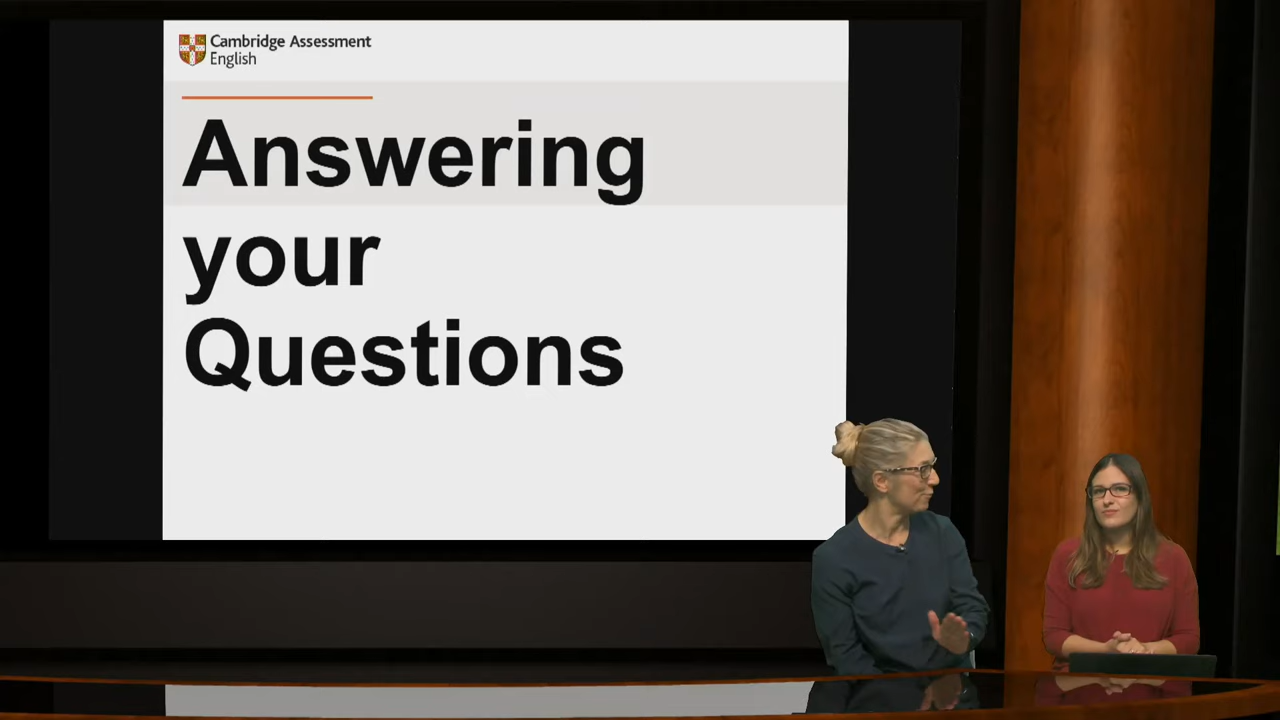 Cambridge Assessment
English
Answering
your
Questions